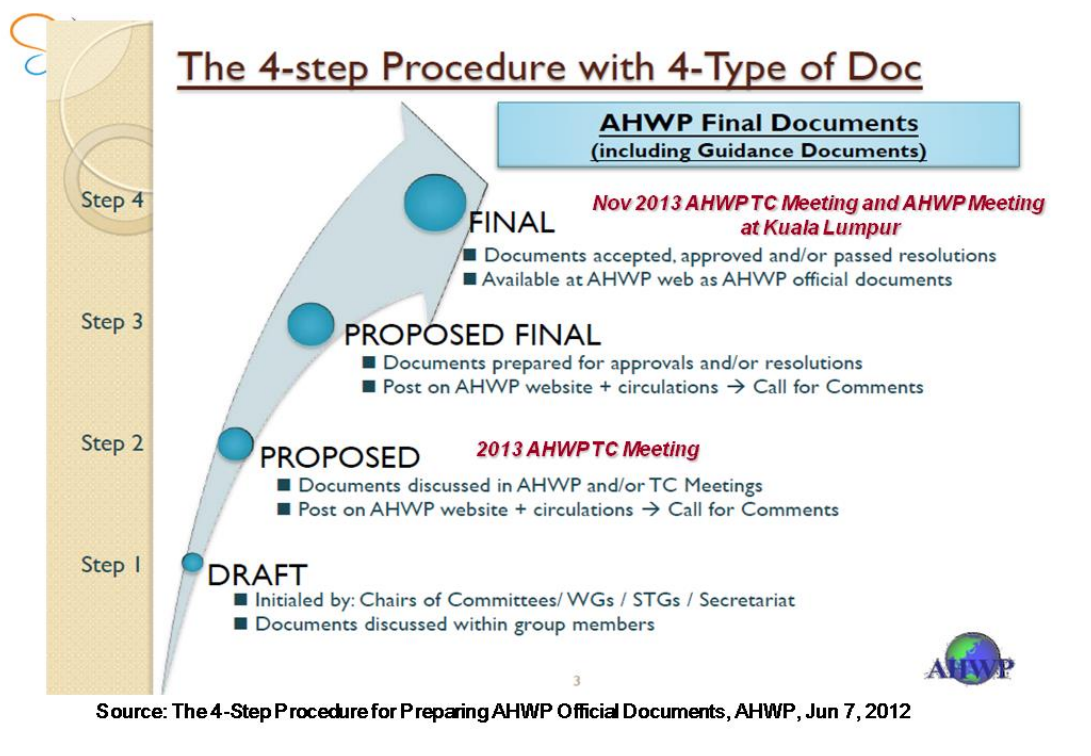 The 4-step Procedure with 4-Type of Doc
AHWP Final Documents
(including Guidance Documents)
Step 4
Nov 2013 AHWPTC Meeting and AHWP Meeting
at Kuala Lumpur
FINAL
■ Documents accepted, approved and/or passed resolutions
■ Available at AHWP web as AHWP official documents
Step 3
PROPOSED FINAL
■ Documents prepared for approvals and/or resolutions
■ Post on AHWP website + circulations → Call for Comments
Step 2
PROPOSED
2013 AHWPTC Meeting
■ Documents discussed in AHWP and/or TC Meetings
■ Post on AHWP website + circulations → Call for Comments
Step 1
DRAFT
■ Initialed by: Chairs of Committees/ WGs / STGs / Secretariat
■ Documents discussed within group members
AHWP
3
Source: The 4-Step Procedure for Preparing AHWP Official Documents, AHWP, Jun 7, 2012